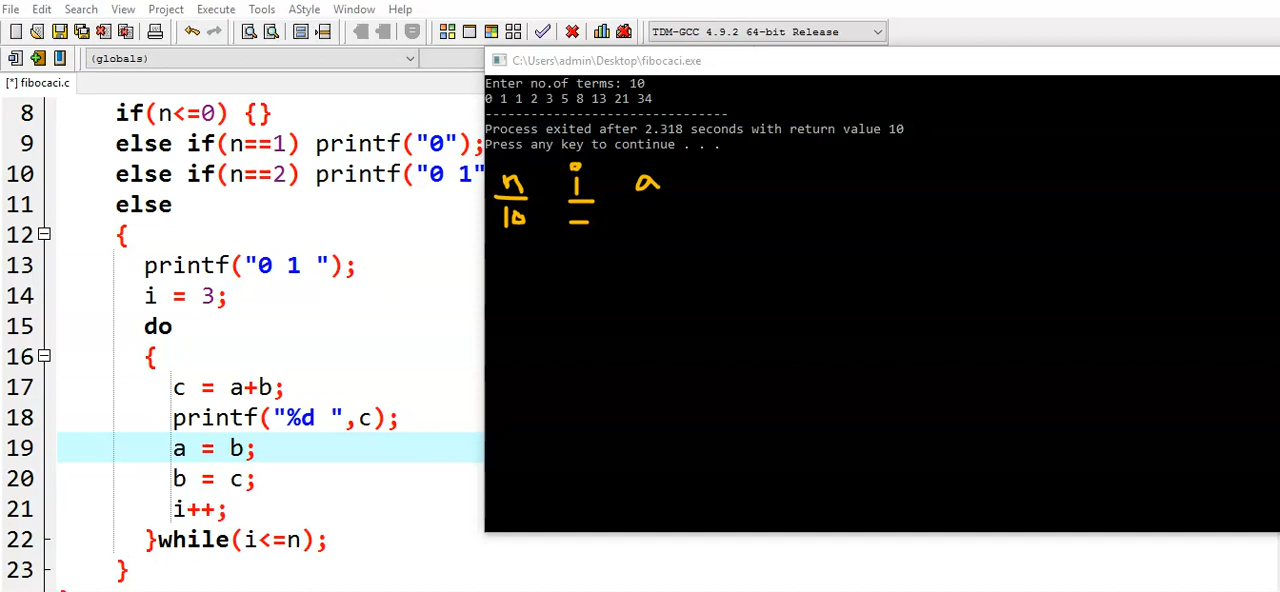 File Edit Search View Project Execute Tools AStyle Window Help
TDM-GCC 4.9.2 64-bit Release
(globals)
[*] fibocaci.c
8 if(n<=0) {}
9 else if(n==1) printf("0");
10 else if(n==2) printf("0 1"
11 else
12 {
13 printf("0 1 ");
14 i = 3;
15 do
16 {
17 c = a+b;
18 printf("%d ",c);
19 a = b;
20 b = c;
21 i++;
22 }while(i<=n);
23 }
C:\Users\admin\Desktop\fibocaci.exe
Enter no.of terms: 10
0 1 1 2 3 5 8 13 21 34
--------------------------------
Process exited after 2.318 seconds with return value 10
Press any key to continue . . .
n i a
10 –